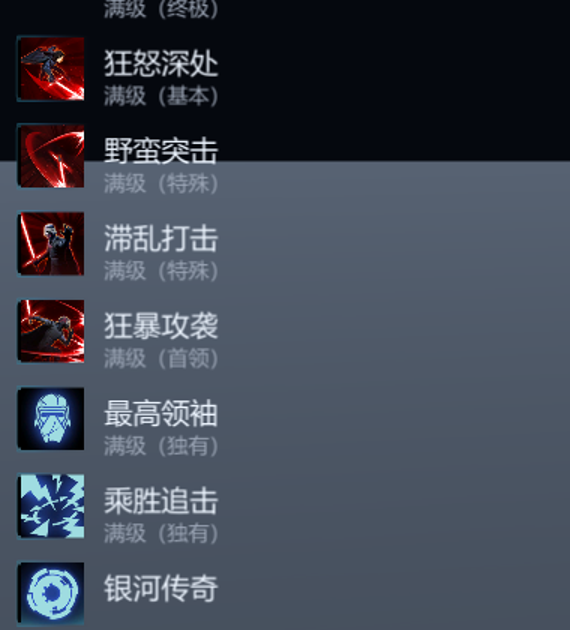 满级（终极）
狂怒深处
满级（基本）
野蛮突击
满级（特殊）
滞乱打击
满级（特殊）
狂暴攻袭
满级（首领）
最高领袖
满级（独有）
乘胜追击
满级（独有）
银河传奇